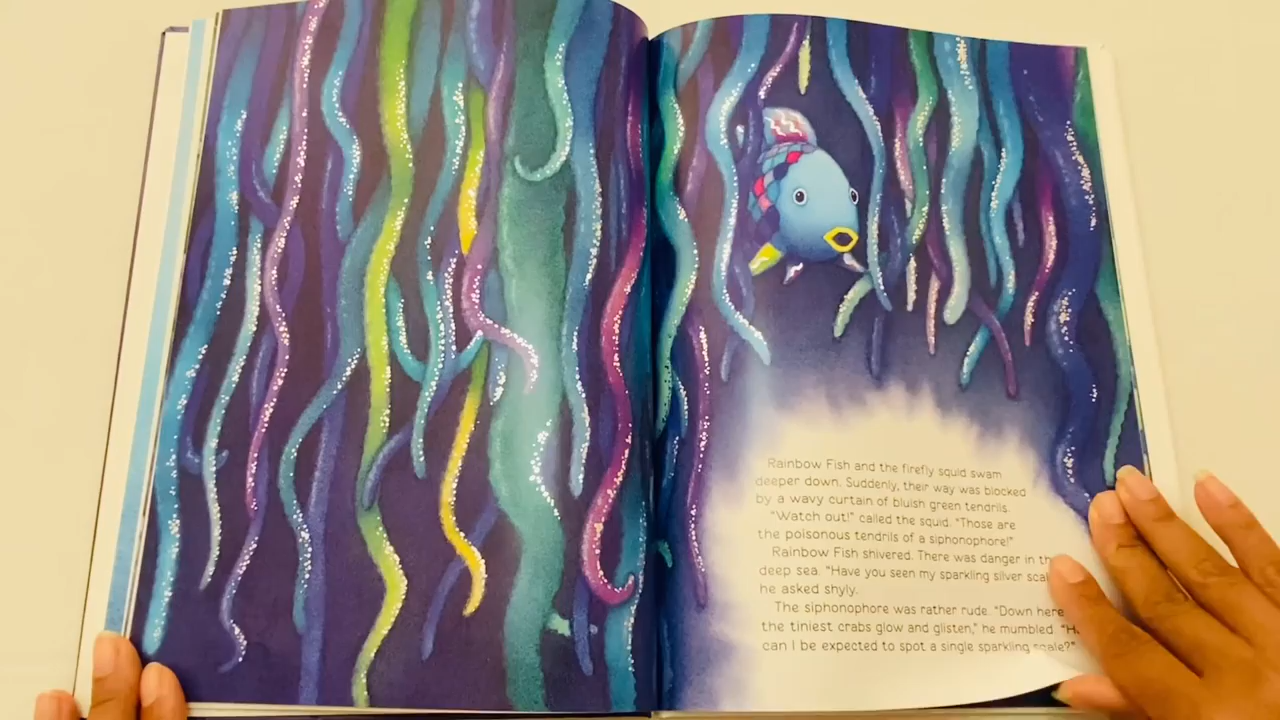 Rainbow Fish and the firefly squid swam
deeper down. Suddenly, their way was blocked
by a wavy curtain of bluish green tendrils.
"Watch out!" called the squid. "Those are
the poisonous tendrils of a siphonophore!"
Rainbow Fish shivered. There was danger in
deep sea. "Have you seen my sparkling silver
he asked shyly.
The siphonophore was rather rude. "Down here
the tiniest crabs glow and glisten," he mumbled.
can I be expected to spot a single sparkling scale?"